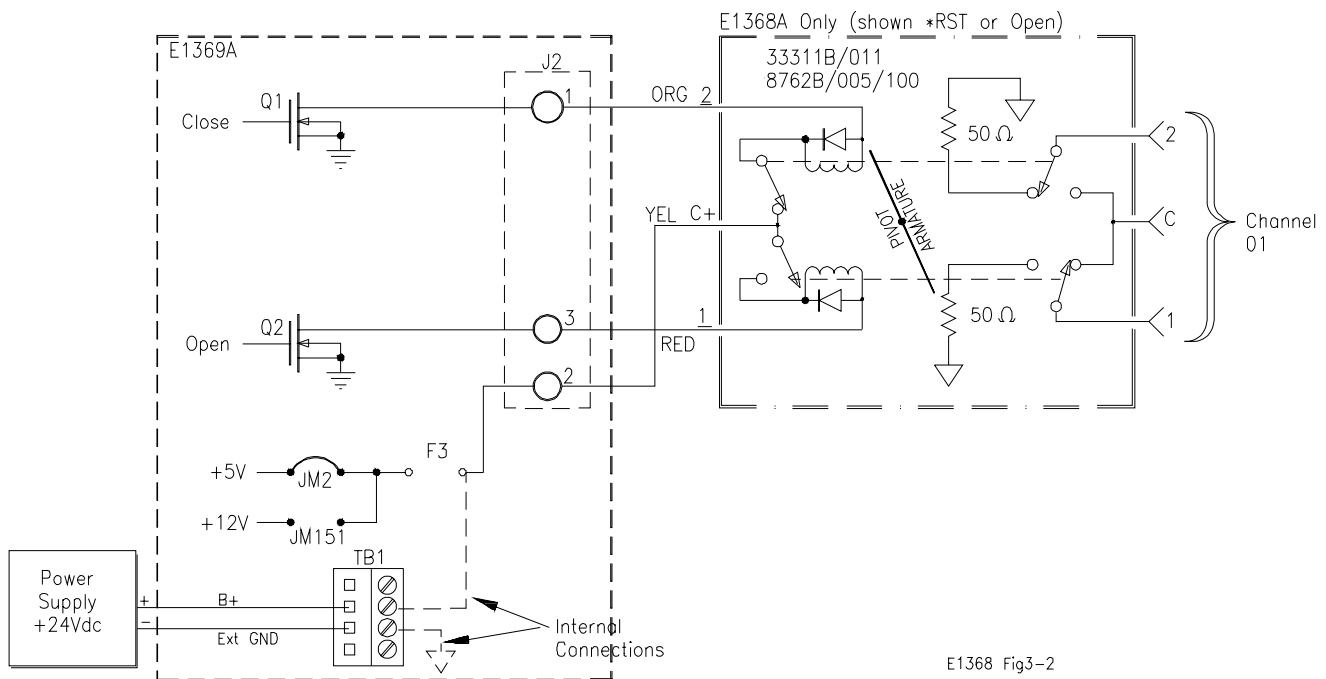 E1368A Only (shown *RST or Open)
E1369A
33311B/011
8762B/005/100
J2
Q1
1
ORG 2
Close
50 Ω
2
PIVOT
ARMATURE
YEL C+
C
Channel
01
Q2
3
1
50 Ω
1
Open
RED
2
F3
+5V
JM2
+12V
JM151
TB1
Power
Supply
+24Vdc
+
B+
-
Ext GND
Internal
Connections
E1368 Fig3-2